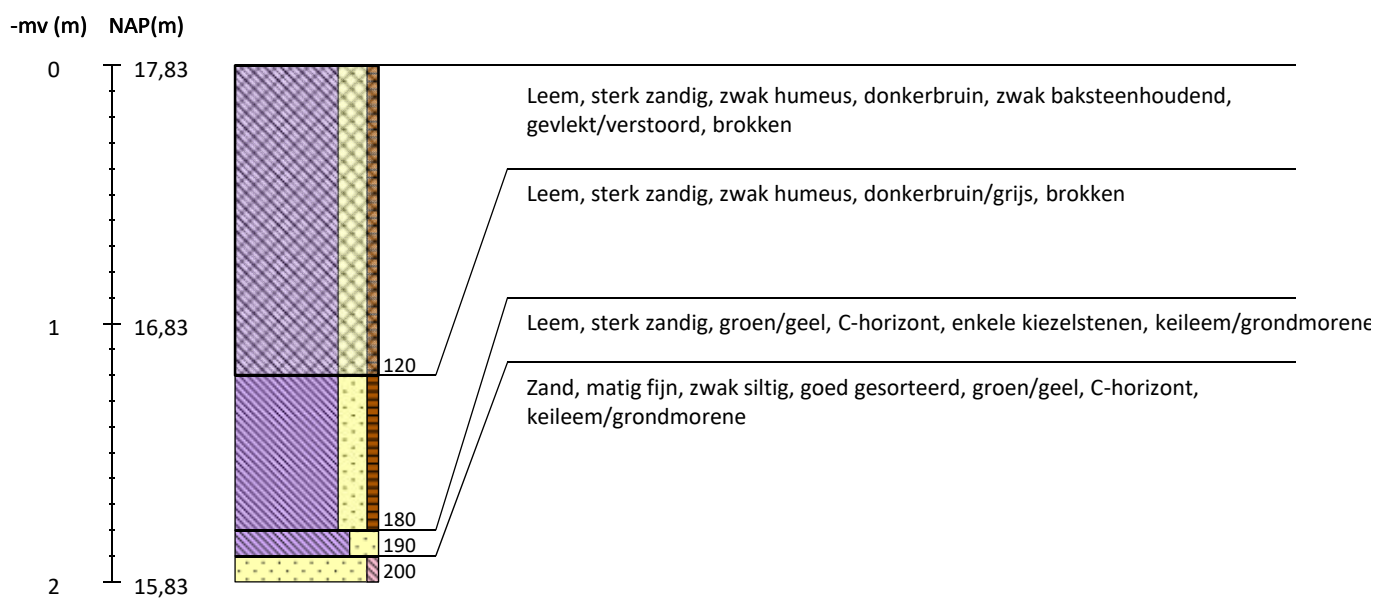 -mv (m) NAP(m)
0 17,83
Leem, sterk zandig, zwak humeus, donkerbruin, zwak baksteenhoudend,
gevlekt/verstoord, brokken
Leem, sterk zandig, zwak humeus, donkerbruin/grijs, brokken
1 16,83
Leem, sterk zandig, groen/geel, C-horizont, enkele kiezelstenen, keileem/grondmorene
120
Zand, matig fijn, zwak siltig, goed gesorteerd, groen/geel, C-horizont,
keileem/grondmorene
180
190
200
2 15,83